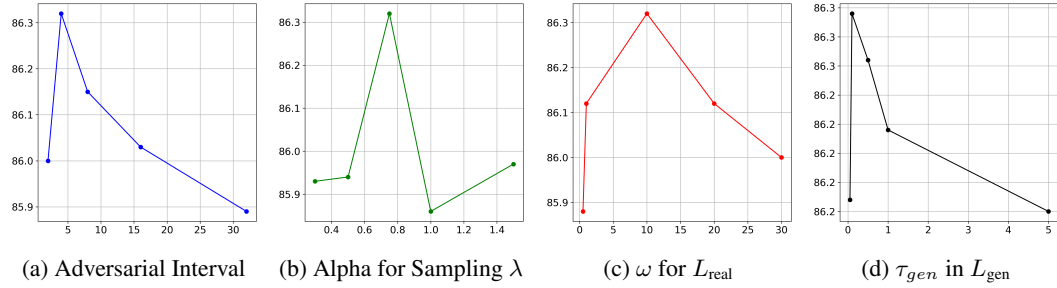 86.3
86.2
86.1
86.0
85.9
5 10 15 20 25 30
(a) Adversarial Interval
86.3
86.2
86.1
86.0
85.9
0.4 0.6 0.8 1.0 1.2 1.4
(b) Alpha for Sampling λ
86.3
86.2
86.1
86.0
85.9
0 5 10 15 20 25 30
(c) ω for L_real
86.3
86.3
86.3
86.2
86.2
86.2
86.2
86.2
0 1 2 3 4 5
(d) τ_gen in L_gen